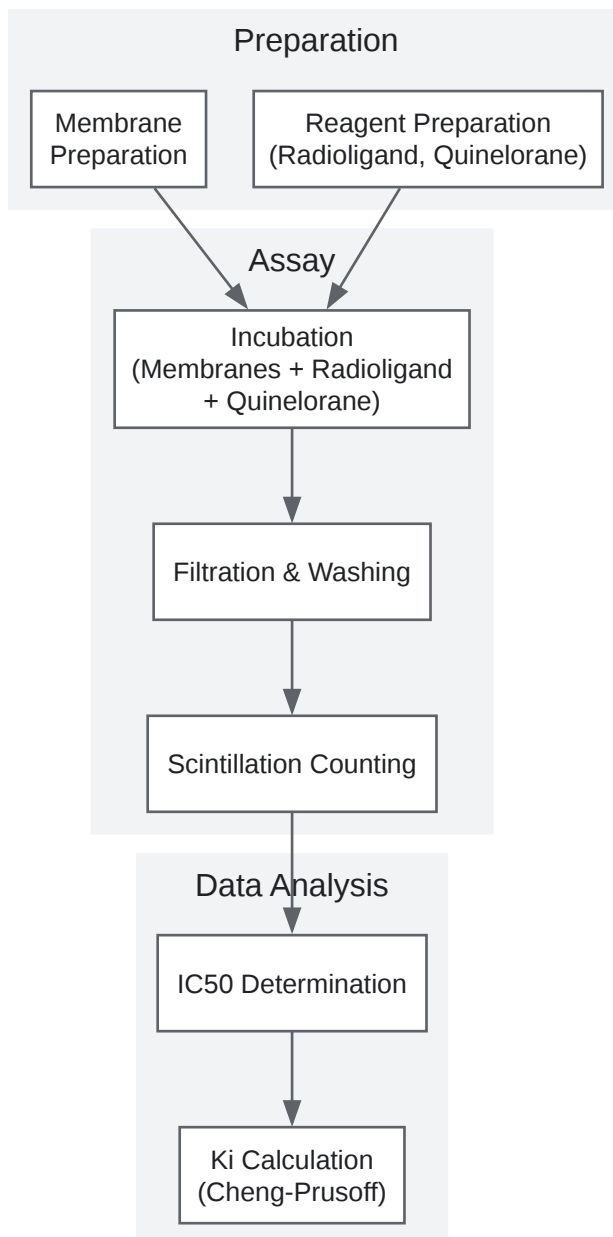 Preparation
Membrane
Preparation
Reagent Preparation
(Radioligand, Quinelorane)
Assay
Incubation
(Membranes + Radioligand
+ Quinelorane)
Filtration & Washing
Scintillation Counting
Data Analysis
IC50 Determination
Ki Calculation
(Cheng-Prusoff)